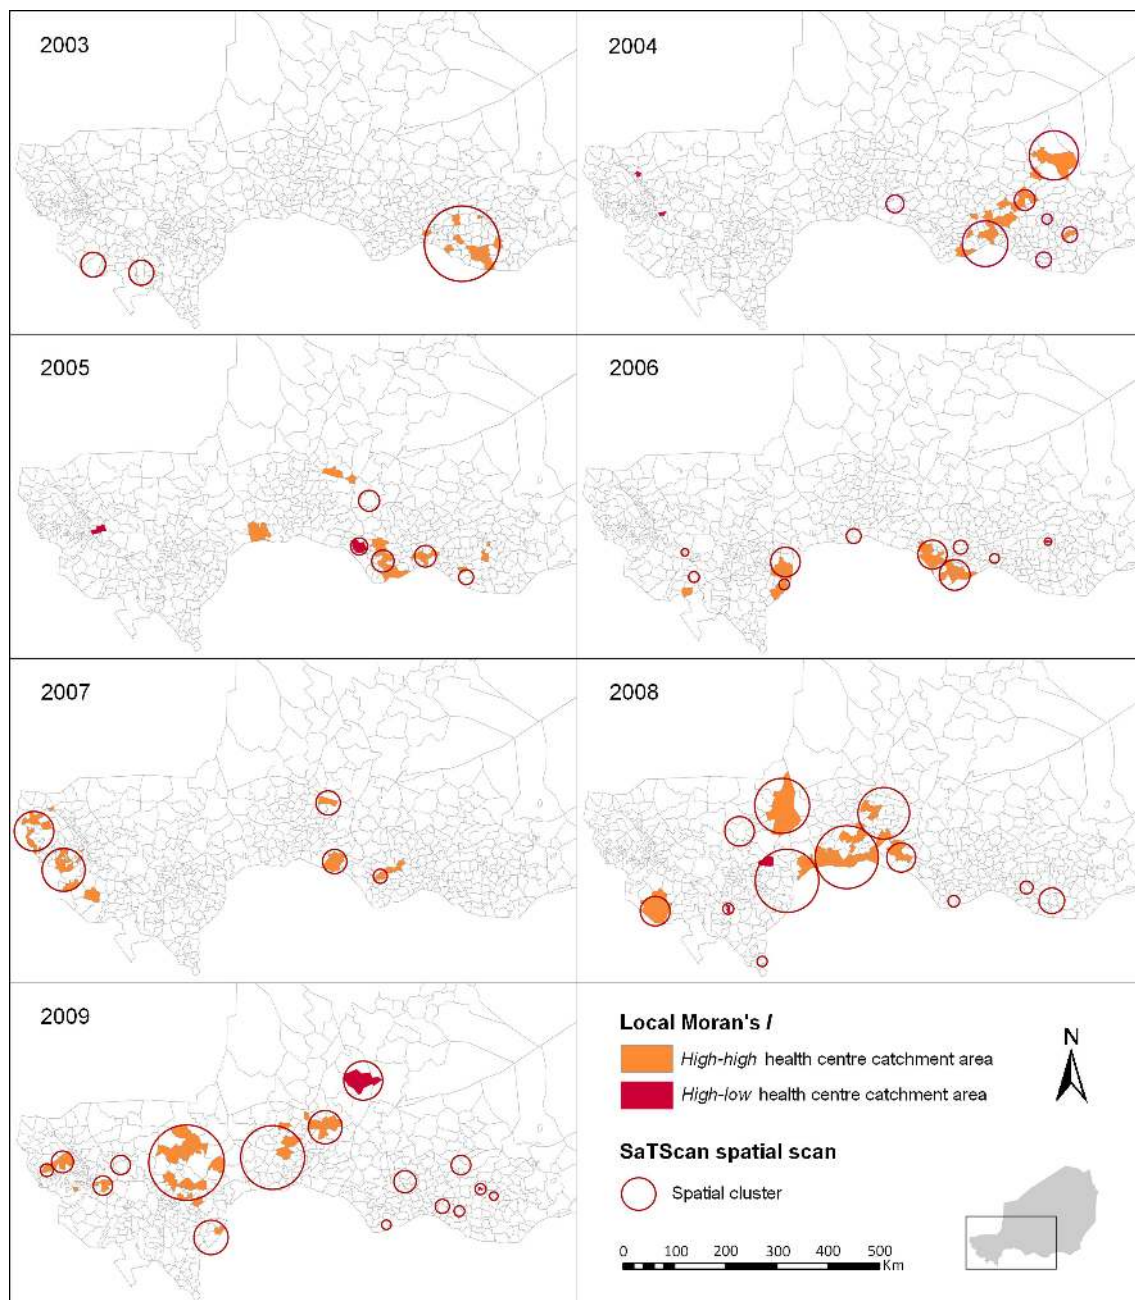 2003
2004
2005
2006
2007
2008
2009
Local Moran's I
High-high health centre catchment area
High-low health centre catchment area
N
SaTScan spatial scan
Spatial cluster
0 100 200 300 400 500
Km